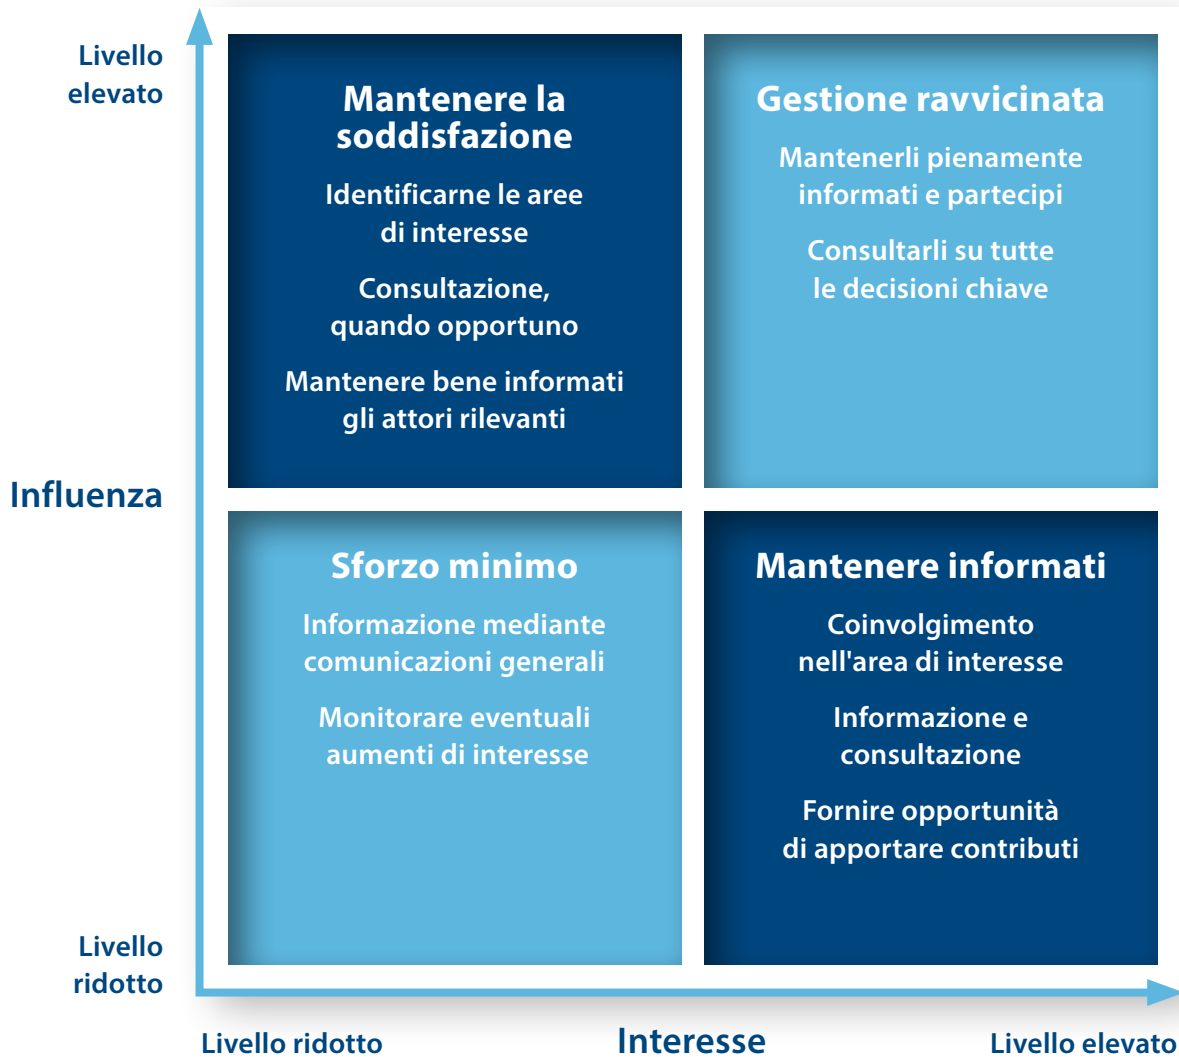 Livello
elevato
Mantenere la
soddisfazione
Identificarne le aree
di interesse
Consultazione,
quando opportuno
Mantenere bene informati
gli attori rilevanti
Gestione ravvicinata
Mantenerli pienamente
informati e partecipi
Consultarli su tutte
le decisioni chiave
Influenza
Sforzo minimo
Informazione mediante
comunicazioni generali
Monitorare eventuali
aumenti di interesse
Mantenere informati
Coinvolgimento
nell'area di interesse
Informazione e
consultazione
Fornire opportunità
di apportare contributi
Livello
ridotto
Livello ridotto
Interesse
Livello elevato